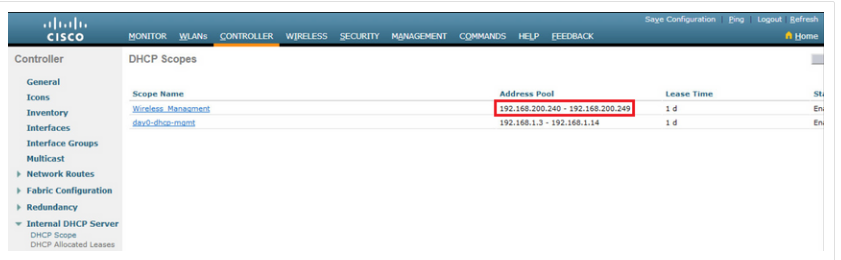 Save Configuration Ping Logout Refresh
CISCO MONITOR WLANs CONTROLLER WIRELESS SECURITY MANAGEMENT COMMANDS HELP FEEDBACK Home
Controller
DHCP Scopes
General
Icons
Inventory
Interfaces
Interface Groups
Multicast
Network Routes
Fabric Configuration
Redundancy
Internal DHCP Server
DHCP Scope
DHCP Allocated Leases
Scope Name Address Pool Lease Time
Wireless_Managment 192.168.200.240 - 192.168.200.249 1 d
day0-dhcp-mgmt 192.168.1.3 - 192.168.1.14 1 d